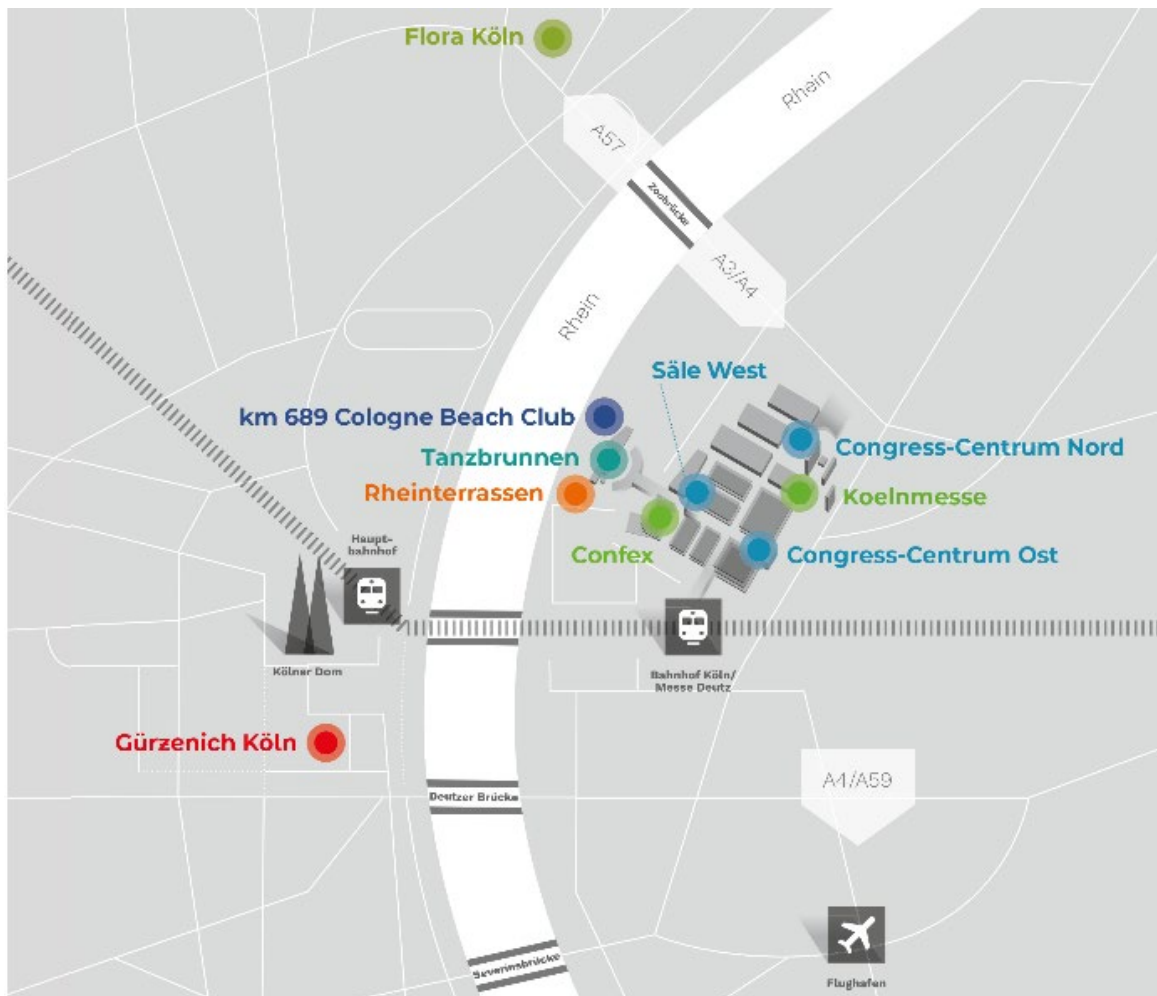 Flora Köln
Rhein
A57
Zoobrücke
A3/A4
Rhein
Säle West
km 689 Cologne Beach Club
Congress-Centrum Nord
Tanzbrunnen
Rheinterrassen
Koelnmesse
Confex
Congress-Centrum Ost
Haupt-
bahnhof
Kölner Dom
Bahnhof Köln/
Messe Deutz
Gürzenich Köln
A4/A59
Deutzer Brücke
Severinsbrücke
Flughafen